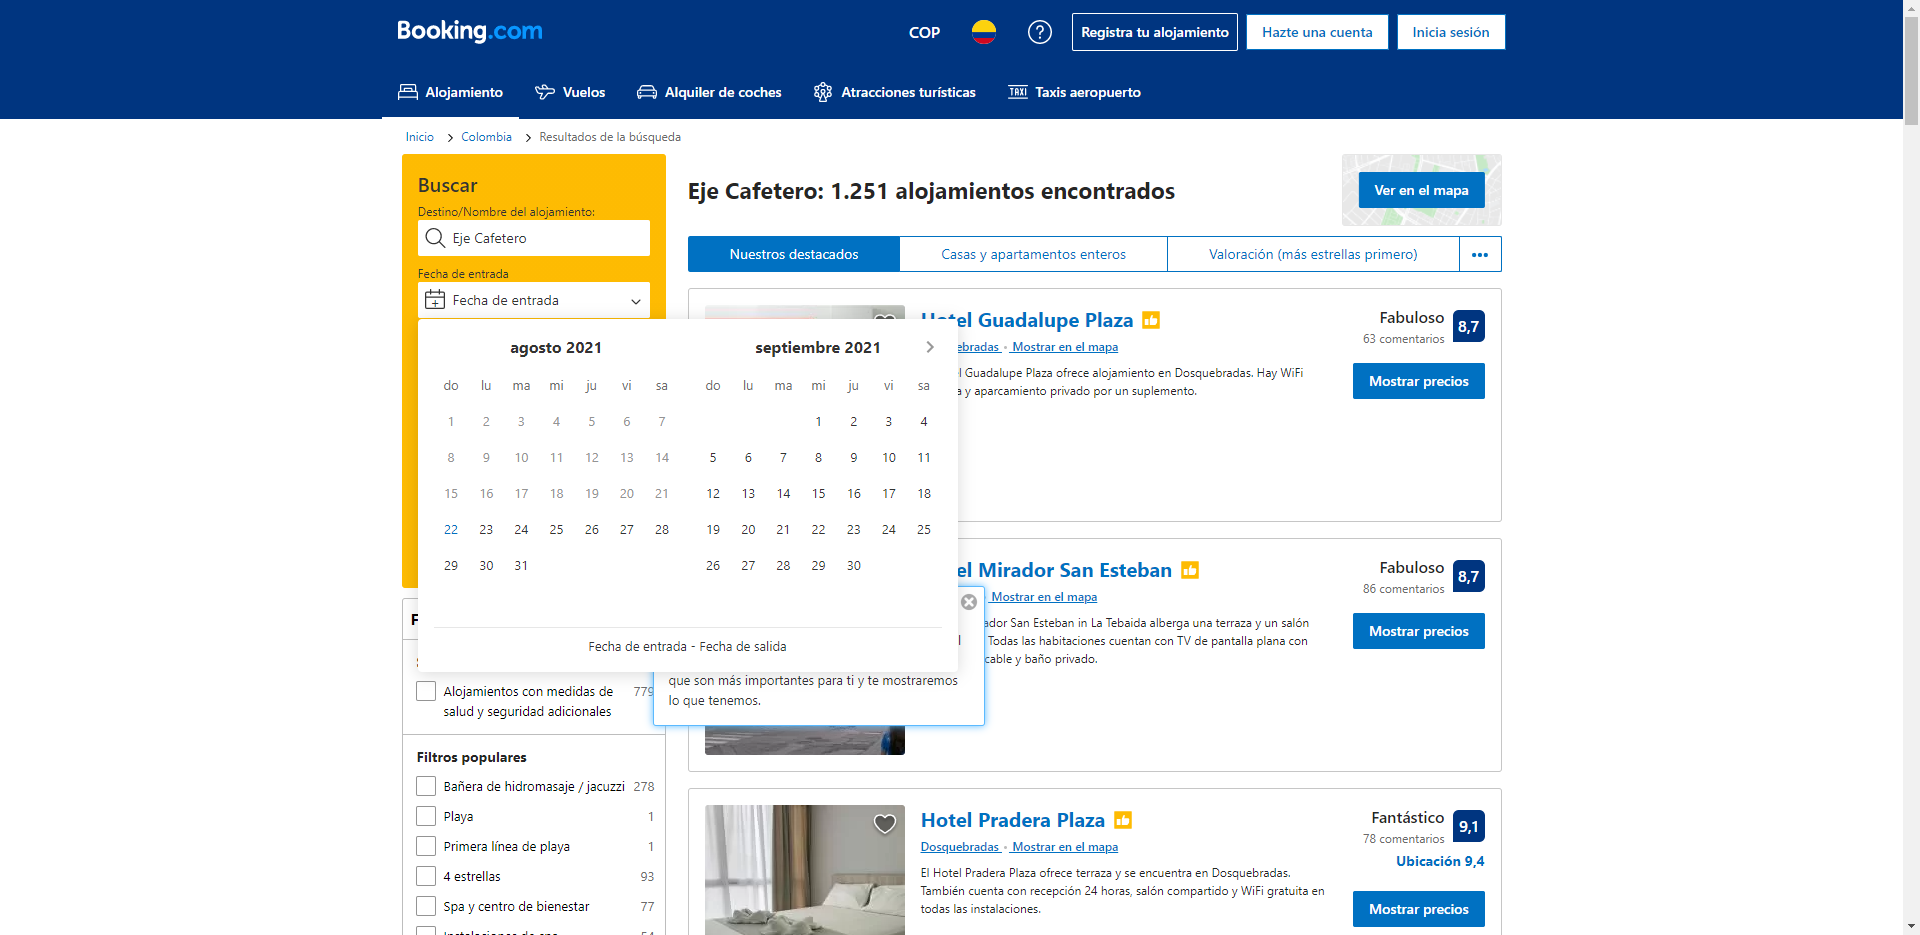 Booking.com
COP
Registra tu alojamiento
Hazte una cuenta
Inicia sesión
Alojamiento
Vuelos
Alquiler de coches
Atracciones turísticas
TAXI
Taxis aeropuerto
Inicio
Colombia
Resultados de la búsqueda
Buscar
Destino/Nombre del alojamiento:
Eje Cafetero
Fecha de entrada
Fecha de entrada
agosto 2021
do lu ma mi ju vi sa
1 2 3 4 5 6 7
8 9 10 11 12 13 14
15 16 17 18 19 20 21
22 23 24 25 26 27 28
29 30 31
septiembre 2021
do lu ma mi ju vi sa
1 2 3 4
5 6 7 8 9 10 11
12 13 14 15 16 17 18
19 20 21 22 23 24 25
26 27 28 29 30
Fecha de entrada - Fecha de salida
que son más importantes para ti y te mostraremos
lo que tenemos.
Alojamientos con medidas de
salud y seguridad adicionales
779
Filtros populares
Bañera de hidromasaje / jacuzzi 278
Playa 1
Primera línea de playa 1
4 estrellas 93
Spa y centro de bienestar 77
Eje Cafetero: 1.251 alojamientos encontrados
Ver en el mapa
Nuestros destacados
Casas y apartamentos enteros
Valoración (más estrellas primero)
Hotel Guadalupe Plaza
Mostrar en el mapa
Guadalupe Plaza ofrece alojamiento en Dosquebradas. Hay WiFi
y aparcamiento privado por un suplemento.
Fabuloso
63 comentarios
8,7
Mostrar precios
Mirador San Esteban
Mostrar en el mapa
San Esteban in La Tebaida alberga una terraza y un salón
Todas las habitaciones cuentan con TV de pantalla plana con
cable y baño privado.
Fabuloso
86 comentarios
8,7
Mostrar precios
Hotel Pradera Plaza
Dosquebradas • Mostrar en el mapa
El Hotel Pradera Plaza ofrece terraza y se encuentra en Dosquebradas.
También cuenta con recepción 24 horas, salón compartido y WiFi gratuita en
todas las instalaciones.
Fantástico
78 comentarios
9,1
Ubicación 9,4
Mostrar precios